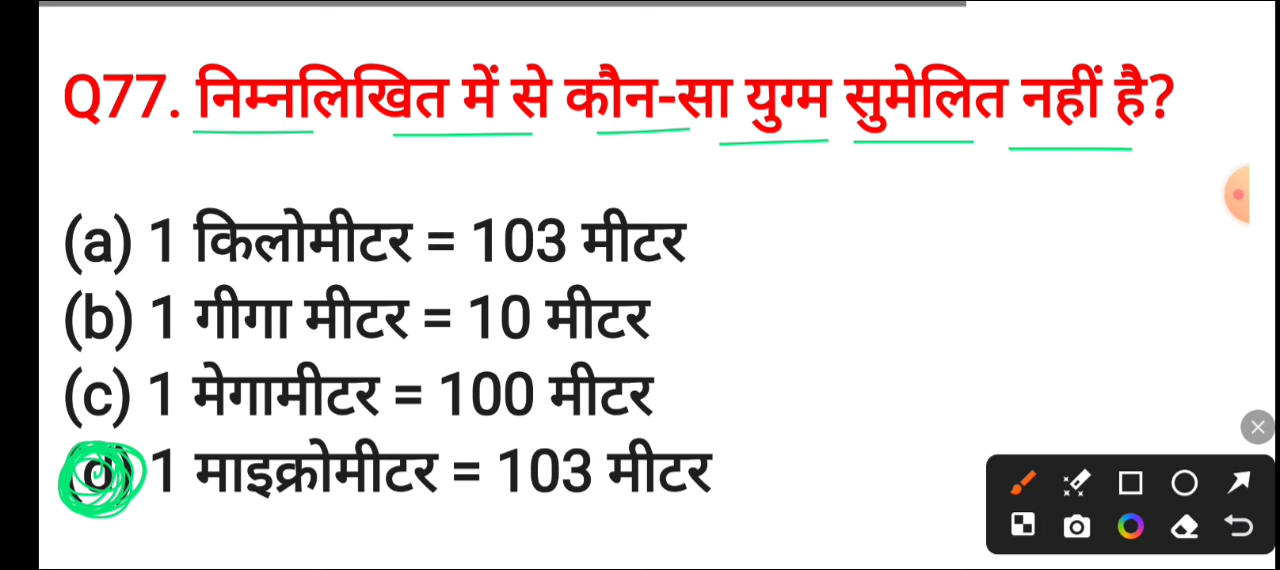 Q77. निम्नलिखित में से कौन-सा युग्म सुमेलित नहीं है?
(a) 1 किलोमीटर = 103 मीटर
(b) 1 गीगा मीटर = 10 मीटर
(c) 1 मेगामीटर = 100 मीटर
(d) 1 माइक्रोमीटर = 103 मीटर